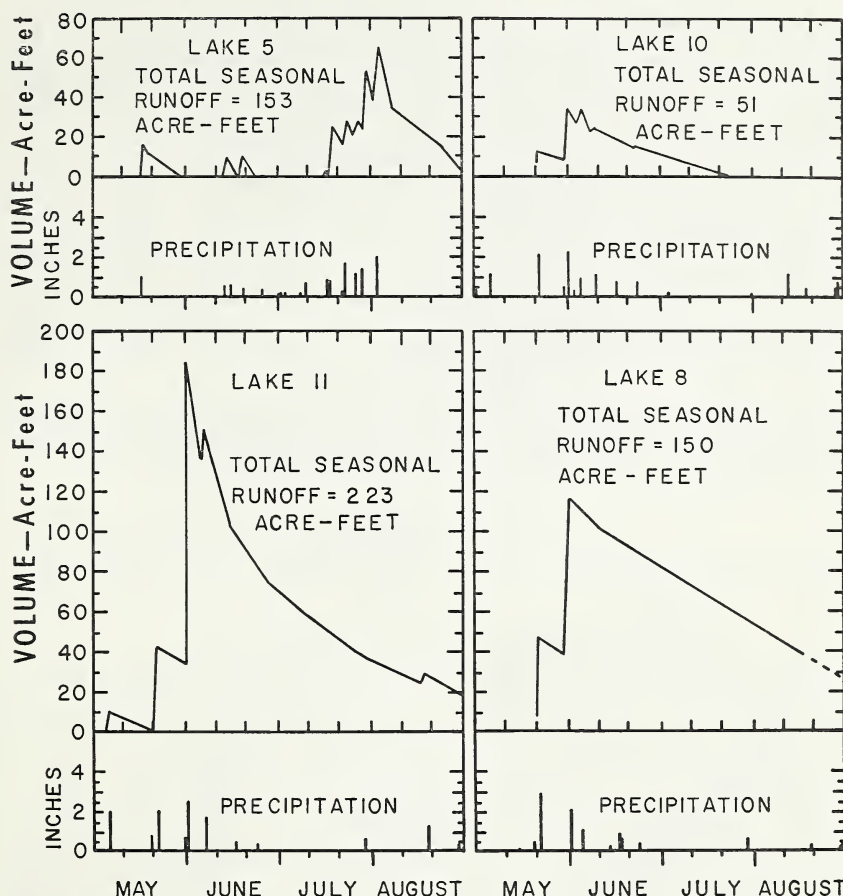 VOLUME—Acre-Feet
80
60
40
20
0
LAKE 5
TOTAL SEASONAL
RUNOFF = 153
ACRE-FEET
LAKE 10
TOTAL SEASONAL
RUNOFF = 51
ACRE-FEET
INCHES
4
2
0
PRECIPITATION
PRECIPITATION
VOLUME—Acre-Feet
200
180
160
140
120
100
80
60
40
20
0
LAKE 11
TOTAL SEASONAL
RUNOFF = 223
ACRE-FEET
LAKE 8
TOTAL SEASONAL
RUNOFF = 150
ACRE-FEET
INCHES
4
2
0
PRECIPITATION
PRECIPITATION
MAY JUNE JULY AUGUST
MAY JUNE JULY AUGUST